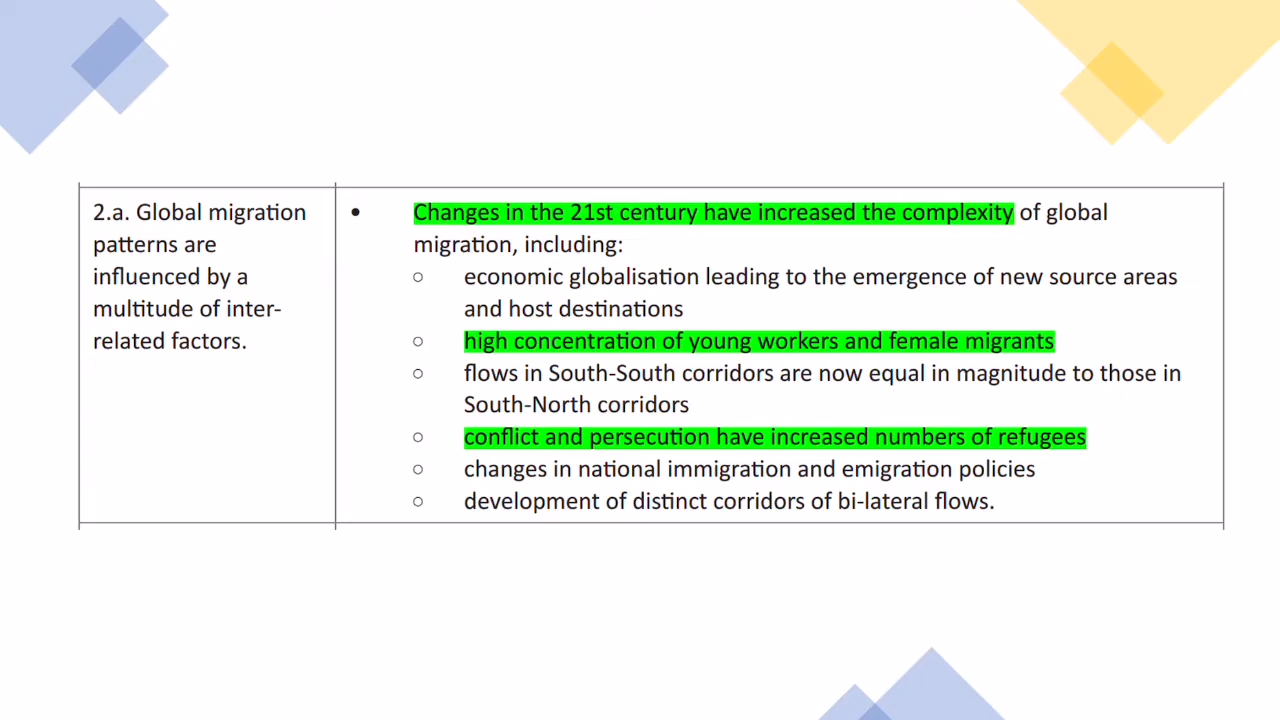 2.a. Global migration
patterns are
influenced by a
multitude of inter-
related factors.
• Changes in the 21st century have increased the complexity of global
migration, including:
○ economic globalisation leading to the emergence of new source areas
and host destinations
○ high concentration of young workers and female migrants
○ flows in South-South corridors are now equal in magnitude to those in
South-North corridors
○ conflict and persecution have increased numbers of refugees
○ changes in national immigration and emigration policies
○ development of distinct corridors of bi-lateral flows.